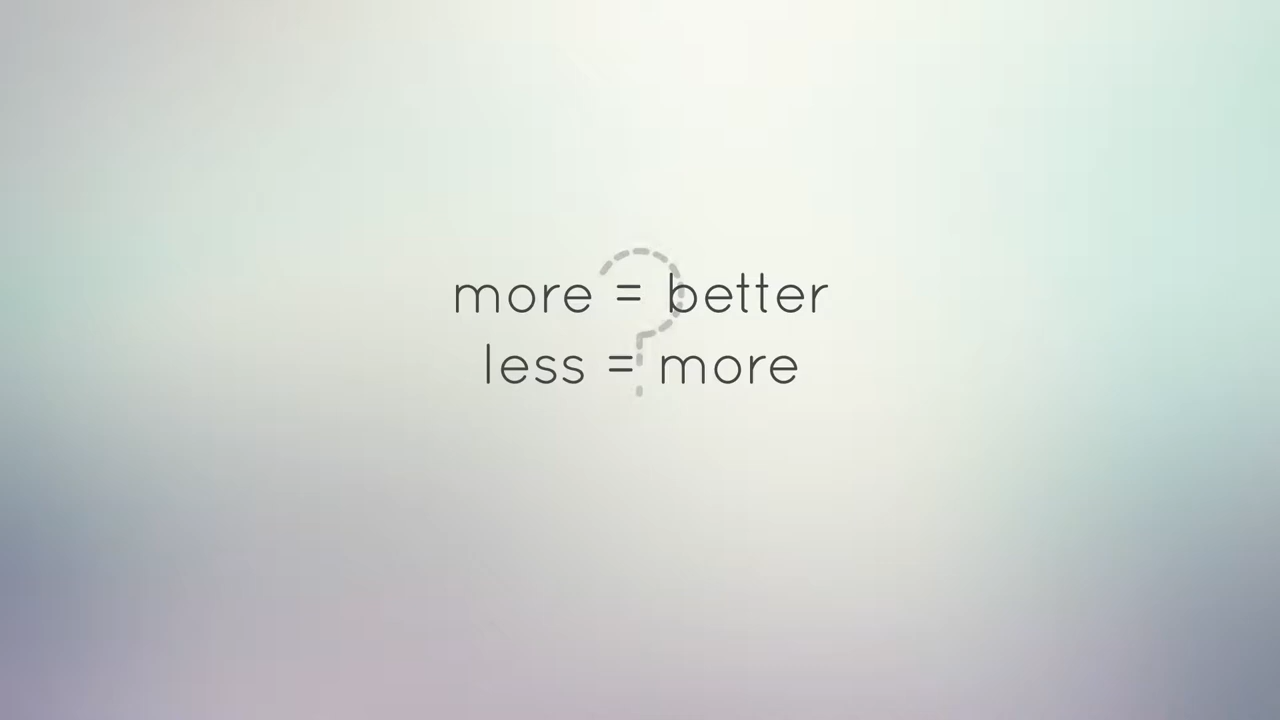 more = better
less = more
?